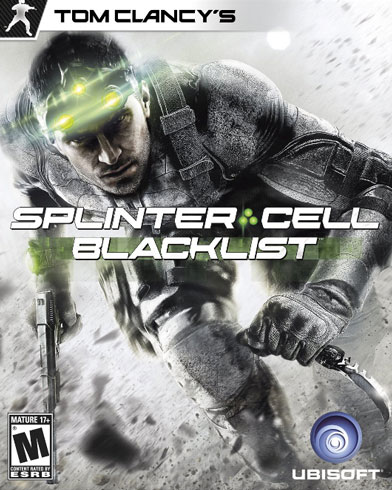 TOM CLANCY'S
SPLINTER CELL
BLACKLIST
MATURE 17+
M
CONTENT RATED BY
ESRB
UBISOFT